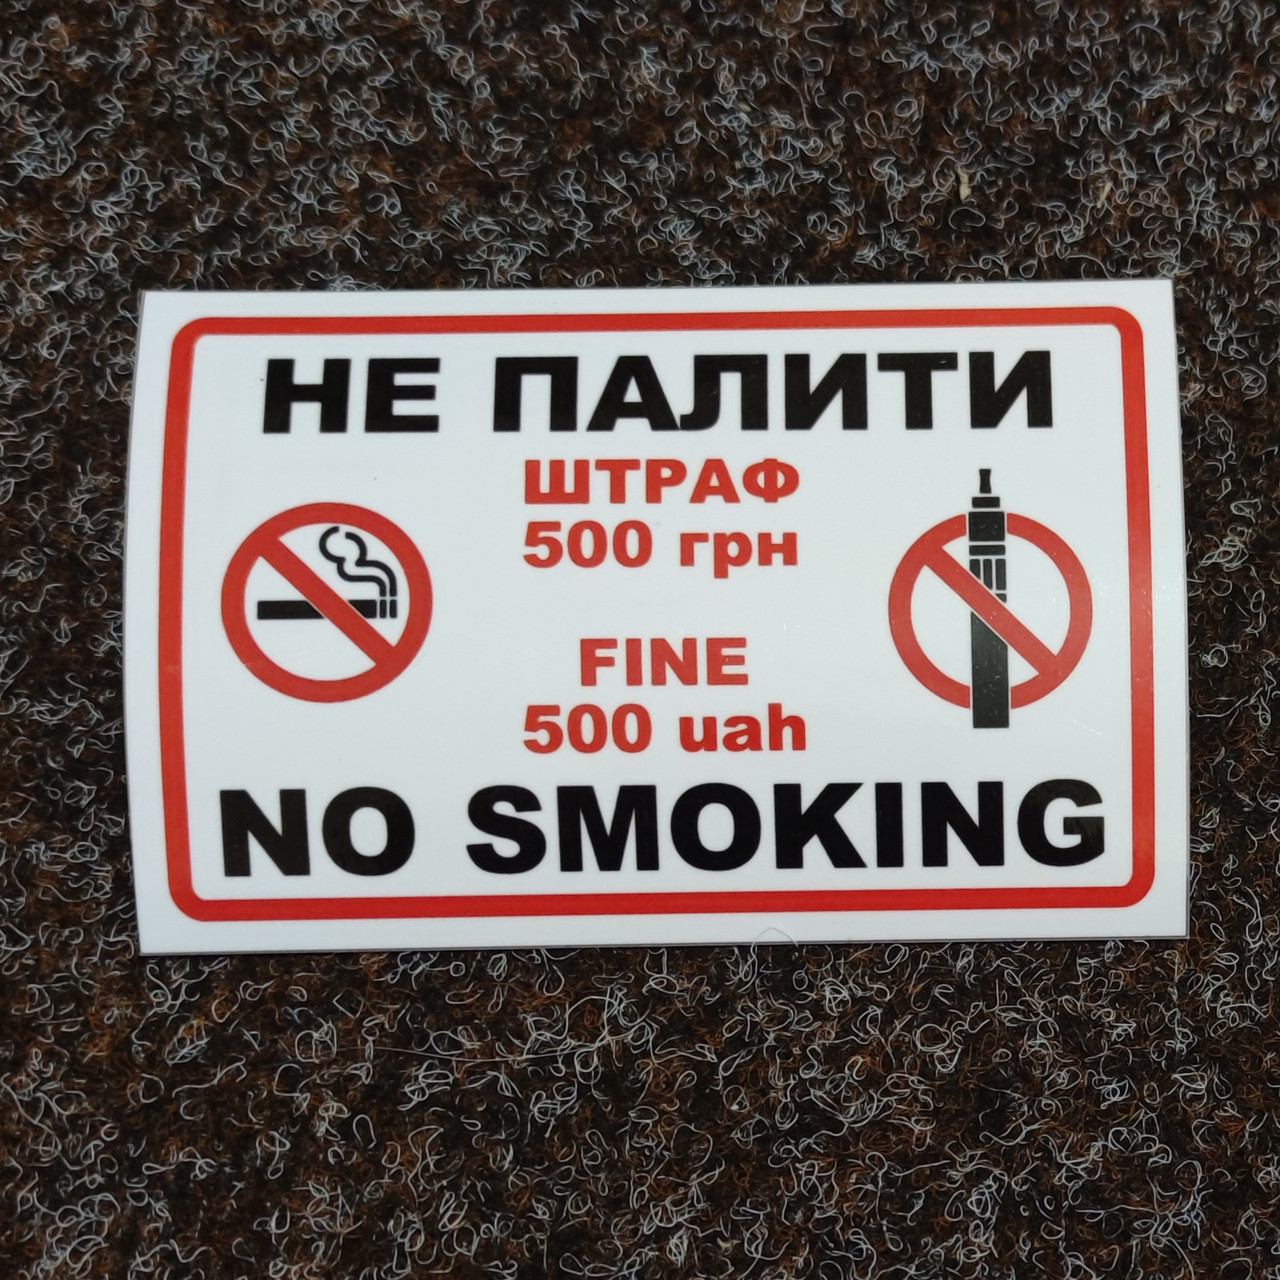 НЕ ПАЛИТИ
ШТРАФ
500 грн
FINE
500 uah
NO SMOKING